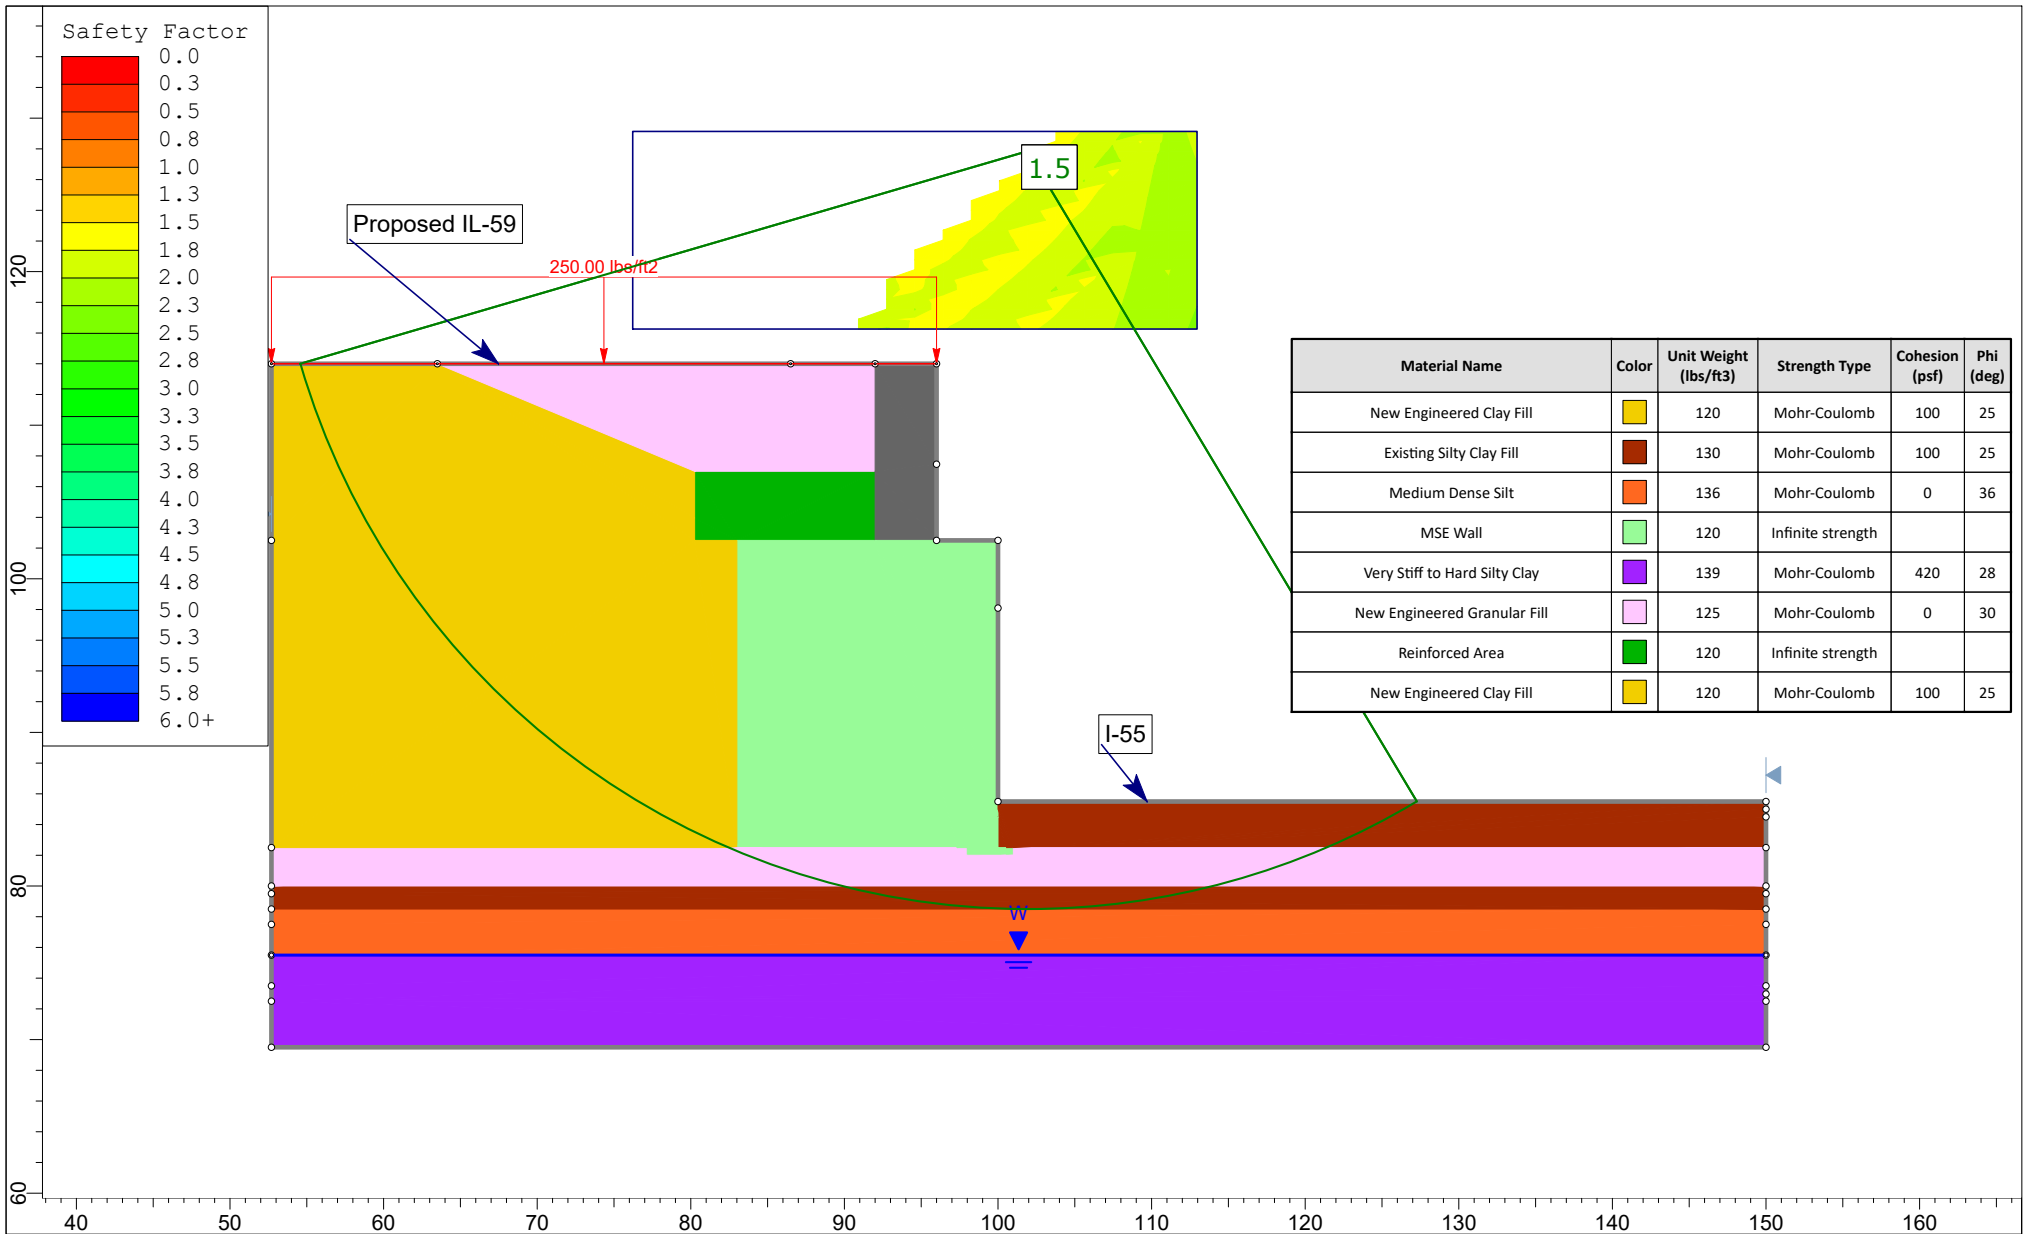 Safety Factor
0.0
0.3
0.5
0.8
1.0
1.3
1.5
1.8
2.0
2.3
2.5
2.8
3.0
3.3
3.5
3.8
4.0
4.3
4.5
4.8
5.0
5.3
5.5
5.8
6.0+
1.5
Proposed IL-59
250.00 lbs/ft2
Material Name Color Unit Weight (lbs/ft3) Strength Type Cohesion (psf) Phi (deg)
New Engineered Clay Fill 120 Mohr-Coulomb 100 25
Existing Silty Clay Fill 130 Mohr-Coulomb 100 25
Medium Dense Silt 136 Mohr-Coulomb 0 36
MSE Wall 120 Infinite strength
Very Stiff to Hard Silty Clay 139 Mohr-Coulomb 420 28
New Engineered Granular Fill 125 Mohr-Coulomb 0 30
Reinforced Area 120 Infinite strength
New Engineered Clay Fill 120 Mohr-Coulomb 100 25
I-55
W
120
100
80
60
40 50 60 70 80 90 100 110 120 130 140 150 160